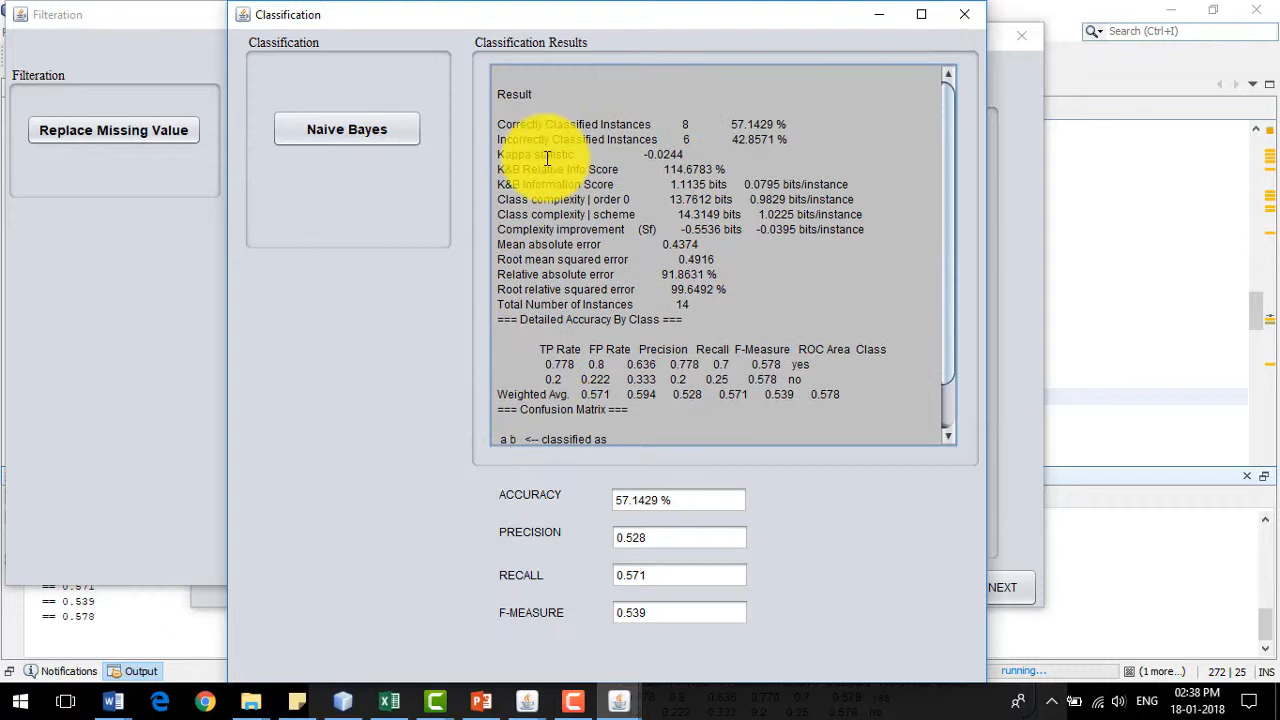 Filteration
Classification
Search (Ctrl+I)
Classification
Classification Results
Filteration
Replace Missing Value
Naive Bayes
Result
Correctly Classified Instances 8 57.1429 %
Incorrectly Classified Instances 6 42.8571 %
Kappa statistic -0.0244
K&B Relative Info Score 114.6783 %
K&B Information Score 1.1135 bits 0.0795 bits/instance
Class complexity | order 0 13.7612 bits 0.9829 bits/instance
Class complexity | scheme 14.3149 bits 1.0225 bits/instance
Complexity improvement (Sf) -0.5536 bits -0.0395 bits/instance
Mean absolute error 0.4374
Root mean squared error 0.4916
Relative absolute error 91.8631 %
Root relative squared error 99.6492 %
Total Number of Instances 14
=== Detailed Accuracy By Class ===
TP Rate FP Rate Precision Recall F-Measure ROC Area Class
0.778 0.8 0.636 0.778 0.7 0.578 yes
0.2 0.222 0.333 0.2 0.25 0.578 no
Weighted Avg. 0.571 0.594 0.528 0.571 0.539 0.578
=== Confusion Matrix ===
a b <-- classified as
ACCURACY 57.1429 %
PRECISION 0.528
RECALL 0.571
F-MEASURE 0.539
NEXT
== 0.571
== 0.539
== 0.578
Notifications Output
running... (1 more...) 272 | 25 INS
ENG 02:38 PM
18-01-2018